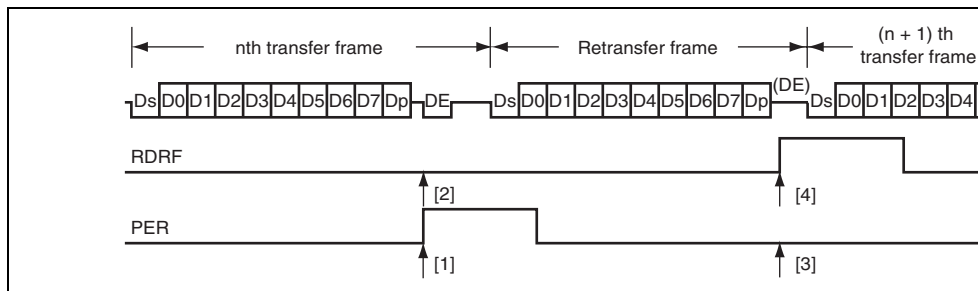 nth transfer frame Retransfer frame (n + 1) th
transfer frame
Ds D0 D1 D2 D3 D4 D5 D6 D7 Dp DE Ds D0 D1 D2 D3 D4 D5 D6 D7 Dp (DE) Ds D0 D1 D2 D3 D4
RDRF
[2] [4]
PER
[1] [3]